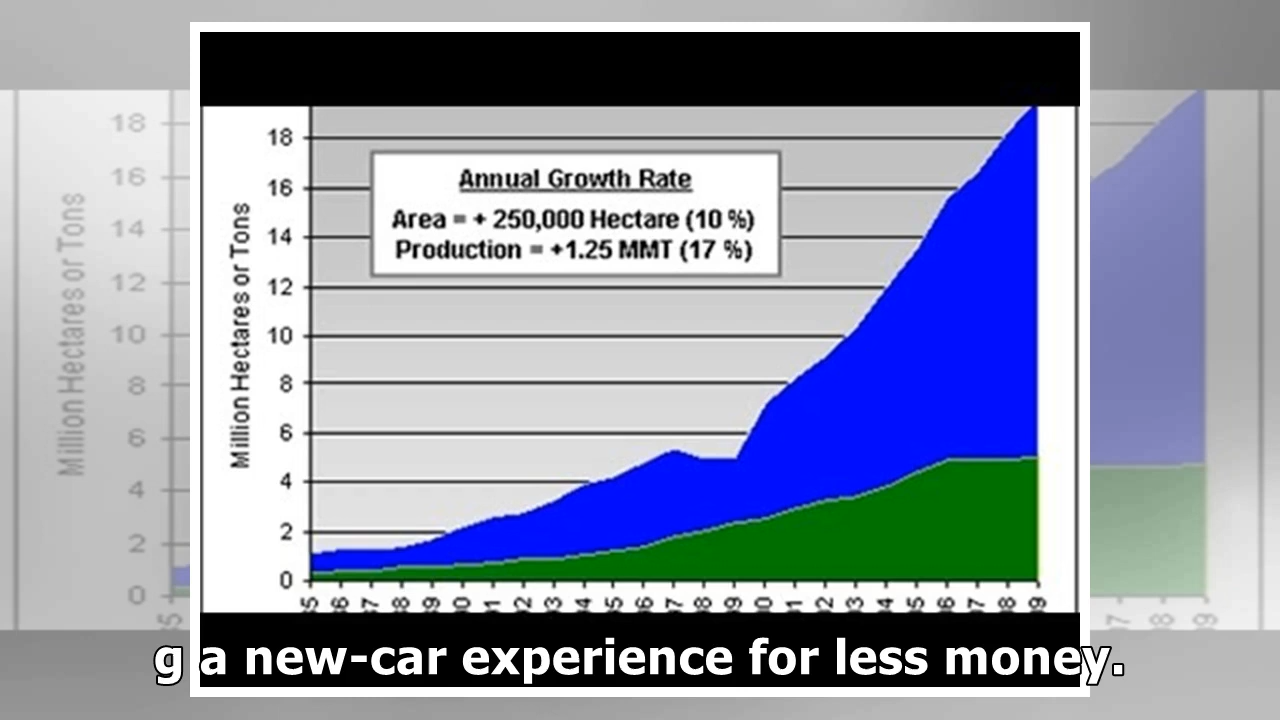 18
16
14
12
10
8
6
4
2
0
Million Hectares or Tons
Annual Growth Rate
Area = + 250,000 Hectare (10 %)
Production = +1.25 MMT (17 %)
g a new-car experience for less money.